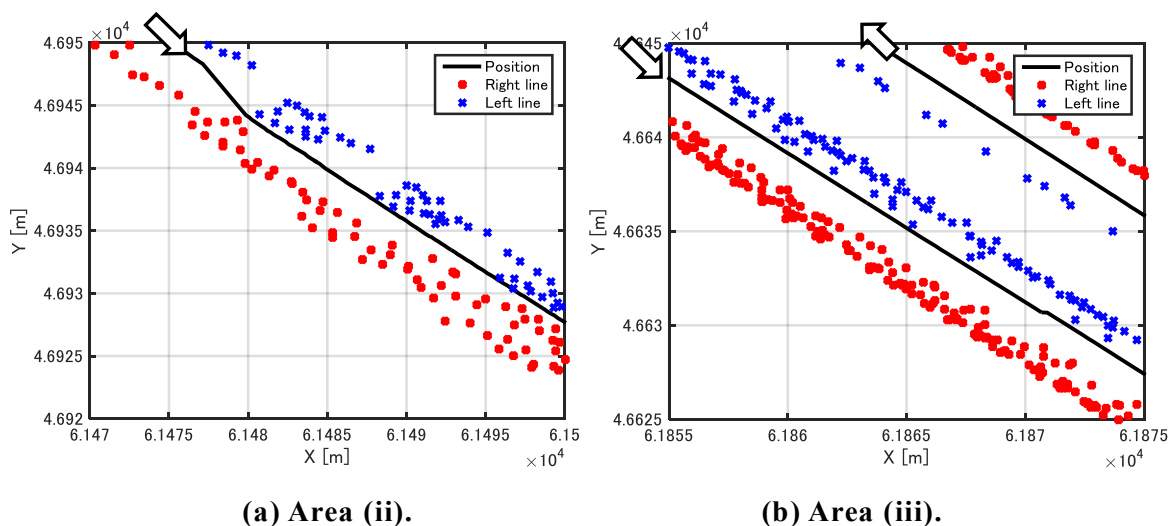 ×10⁴
4.695
4.6945
4.694
4.6935
4.693
4.6925
4.692
Y [m]
6.147 6.1475 6.148 6.1485 6.149 6.1495 6.15
X [m]
×10⁴
Position
Right line
Left line
(a) Area (ii).
×10⁴
4.6645
4.664
4.6635
4.663
4.6625
Y [m]
6.1855 6.186 6.1865 6.187 6.1875
X [m]
×10⁴
Position
Right line
Left line
(b) Area (iii).